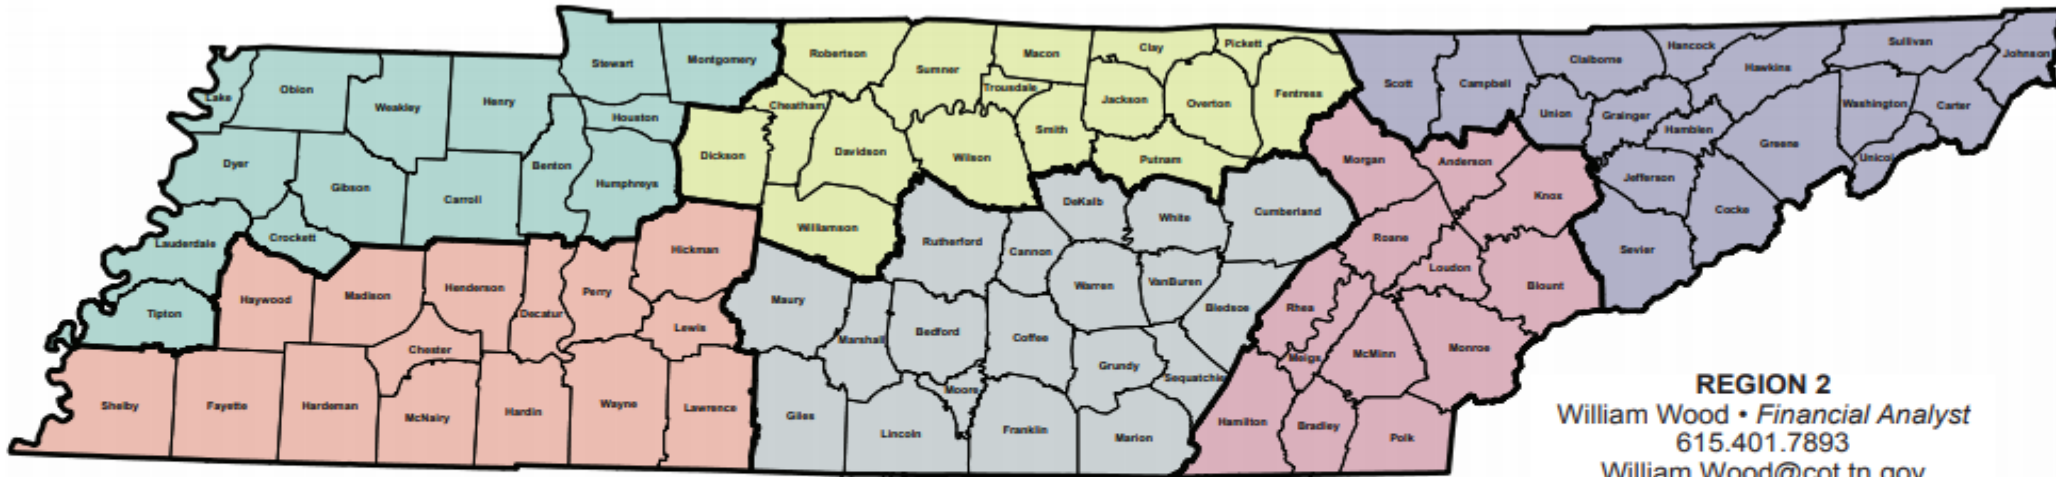 Stewart
Montgomery
Robertson
Sumner
Macon
Clay
Pickett
Scott
Campbell
Claiborne
Hancock
Hawkins
Sullivan
Johnson
Lake
Obion
Weakley
Henry
Houston
Cheatham
Trousdale
Jackson
Overton
Fentress
Union
Grainger
Hamblen
Washington
Carter
Dyer
Gibson
Carroll
Benton
Humphreys
Dickson
Davidson
Wilson
Smith
Putnam
Morgan
Anderson
Knox
Jefferson
Greene
Unicoi
Lauderdale
Crockett
Williamson
DeKalb
White
Cumberland
Cocke
Hickman
Rutherford
Cannon
Roane
Loudon
Sevier
Tipton
Haywood
Madison
Henderson
Decatur
Perry
Lewis
Maury
Marshall
Bedford
Coffee
Warren
VanBuren
Bledsoe
Rhea
Blount
Chester
Moore
Grundy
Sequatchie
Meigs
McMinn
Monroe
Shelby
Fayette
Hardeman
McNairy
Hardin
Wayne
Lawrence
Giles
Lincoln
Franklin
Marion
Hamilton
Bradley
Polk
REGION 2
William Wood • Financial Analyst
615.401.7893
William.Wood@cot.tn.gov